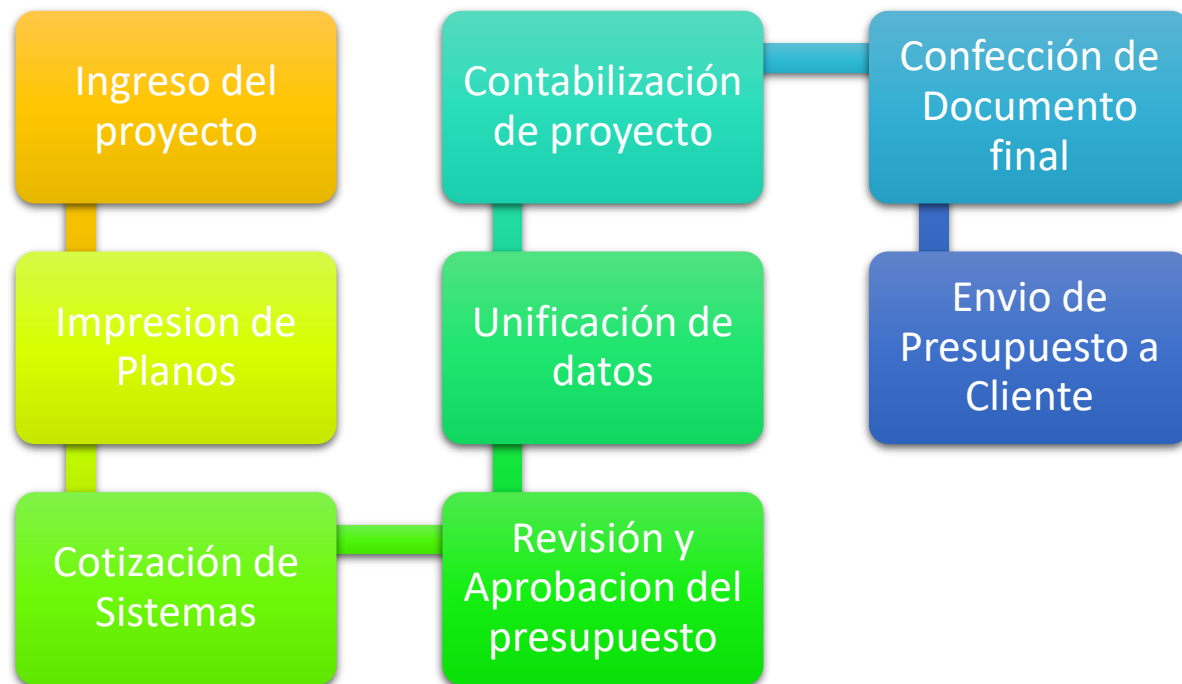 Ingreso del
proyecto
Impresion de
Planos
Cotización de
Sistemas
Revisión y
Aprobacion del
presupuesto
Unificación de
datos
Contabilización
de proyecto
Confección de
Documento
final
Envio de
Presupuesto a
Cliente